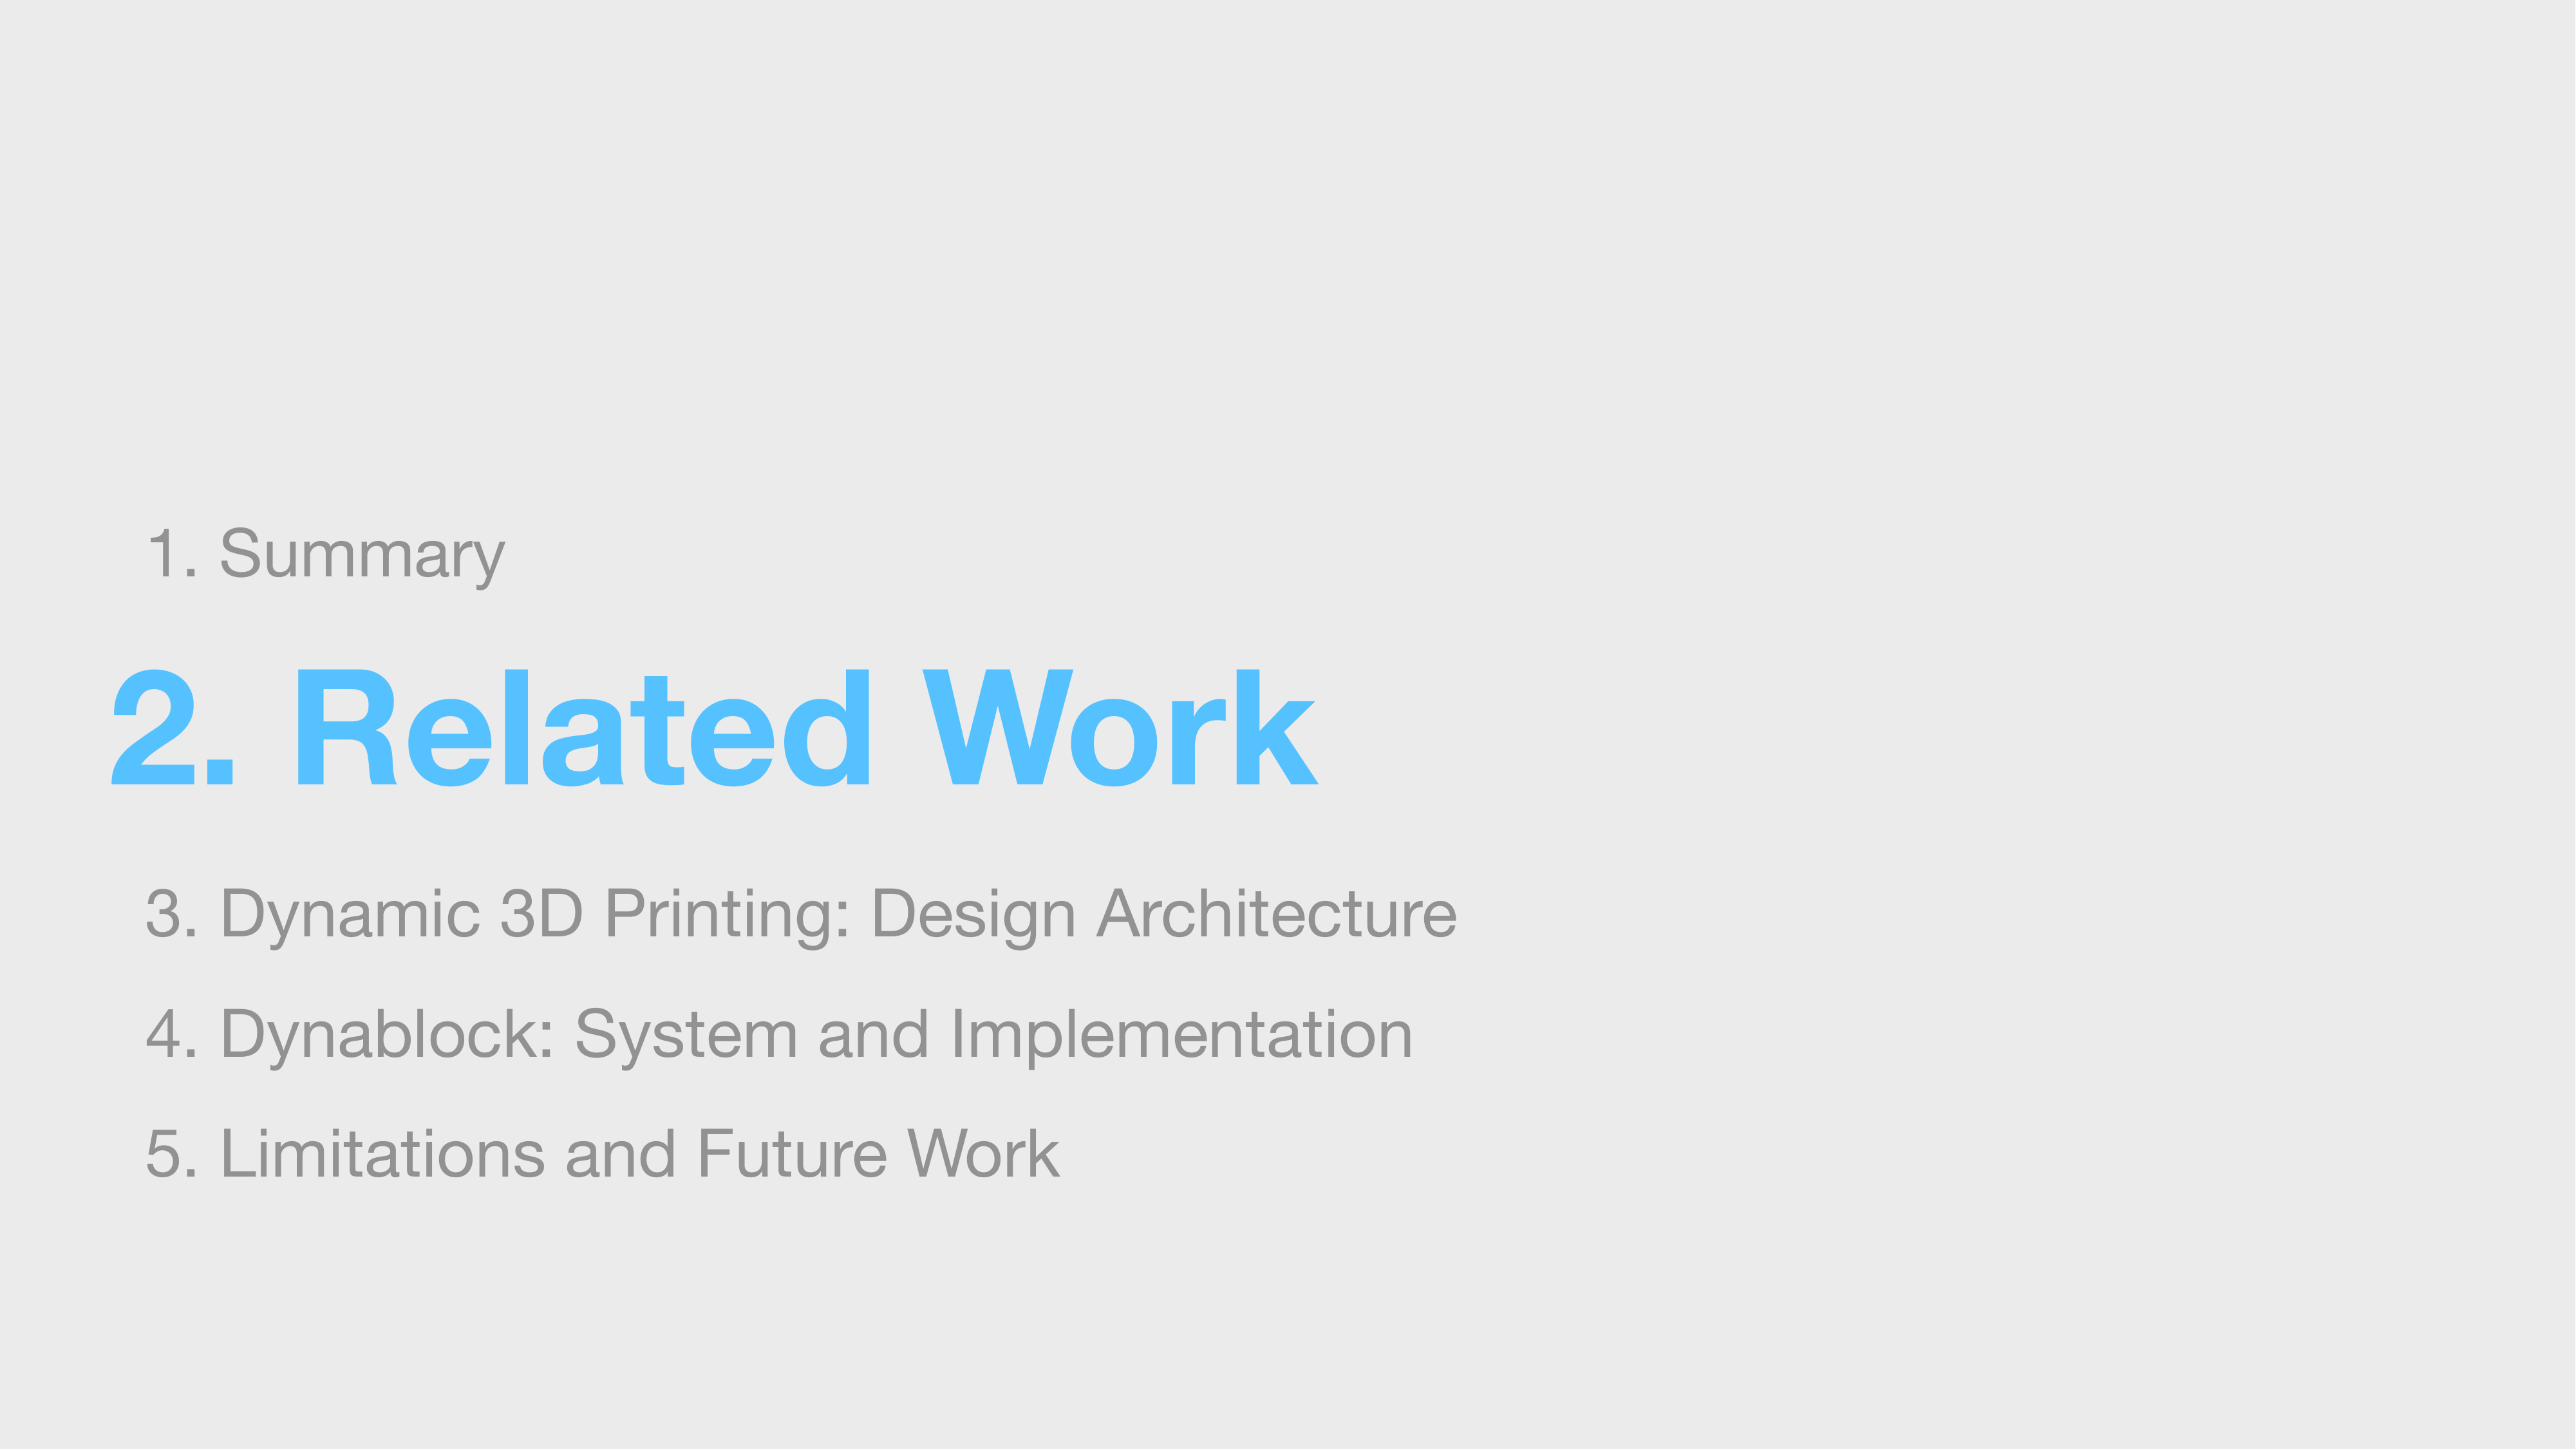 1. Summary
2. Related Work
3. Dynamic 3D Printing: Design Architecture
4. Dynablock: System and Implementation
5. Limitations and Future Work